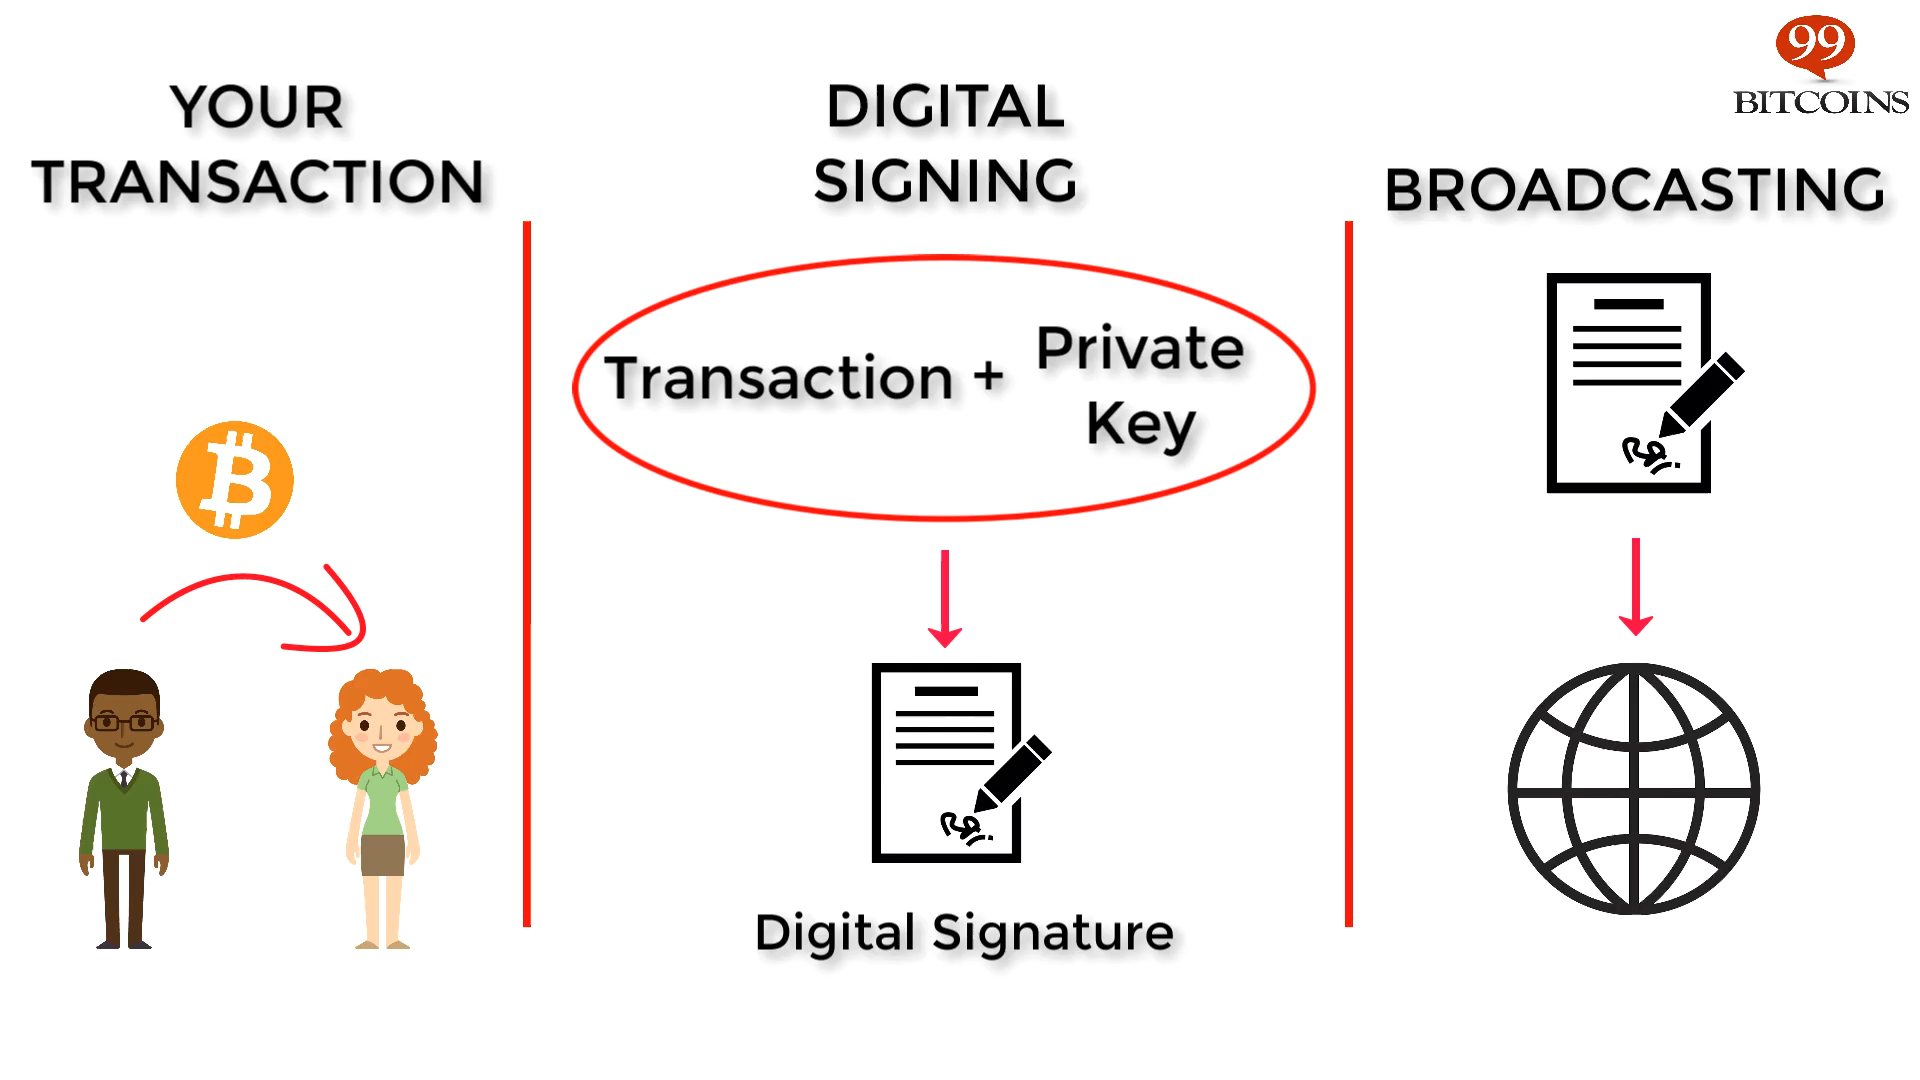 YOUR
TRANSACTION
DIGITAL
SIGNING
Transaction +
Private
Key
Digital Signature
99
BITCOINS
BROADCASTING